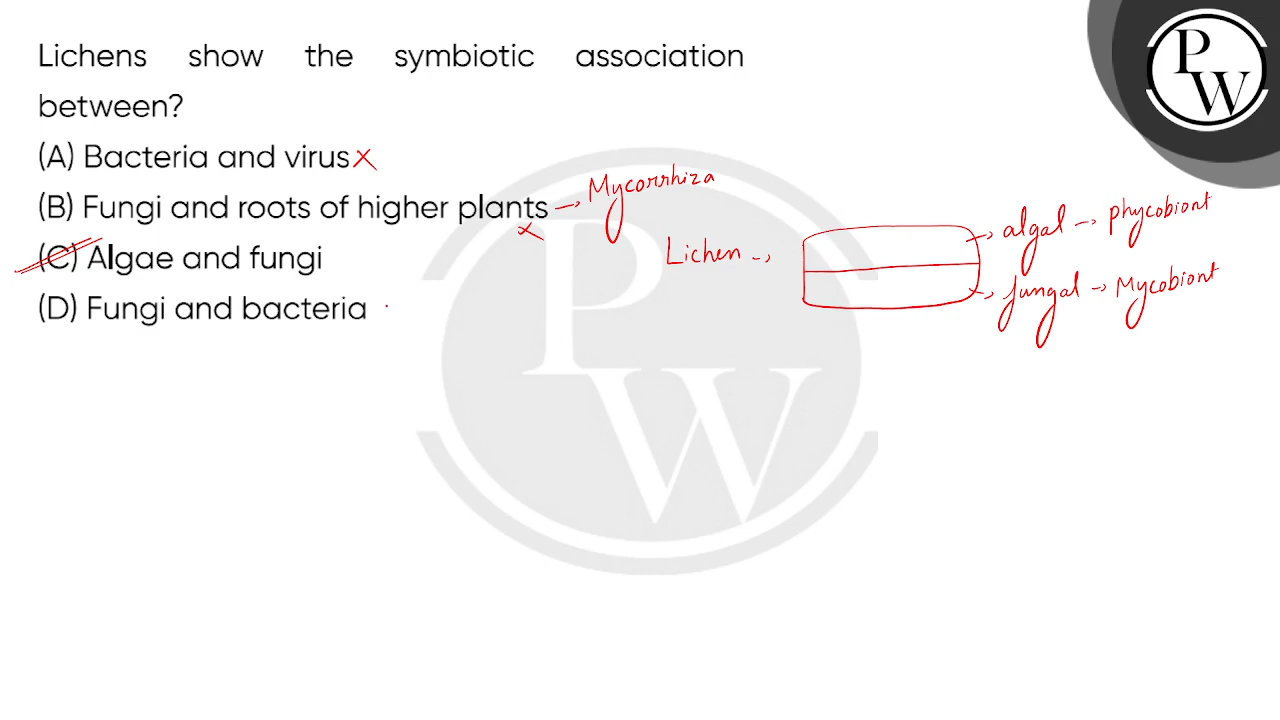 Lichens show the symbiotic association
between?
(A) Bacteria and virus x
(B) Fungi and roots of higher plants → Mycorrhiza
x
(C) Algae and fungi
(D) Fungi and bacteria
Lichen →
algal → phycobiont
fungal → Mycobiont
PW
PW